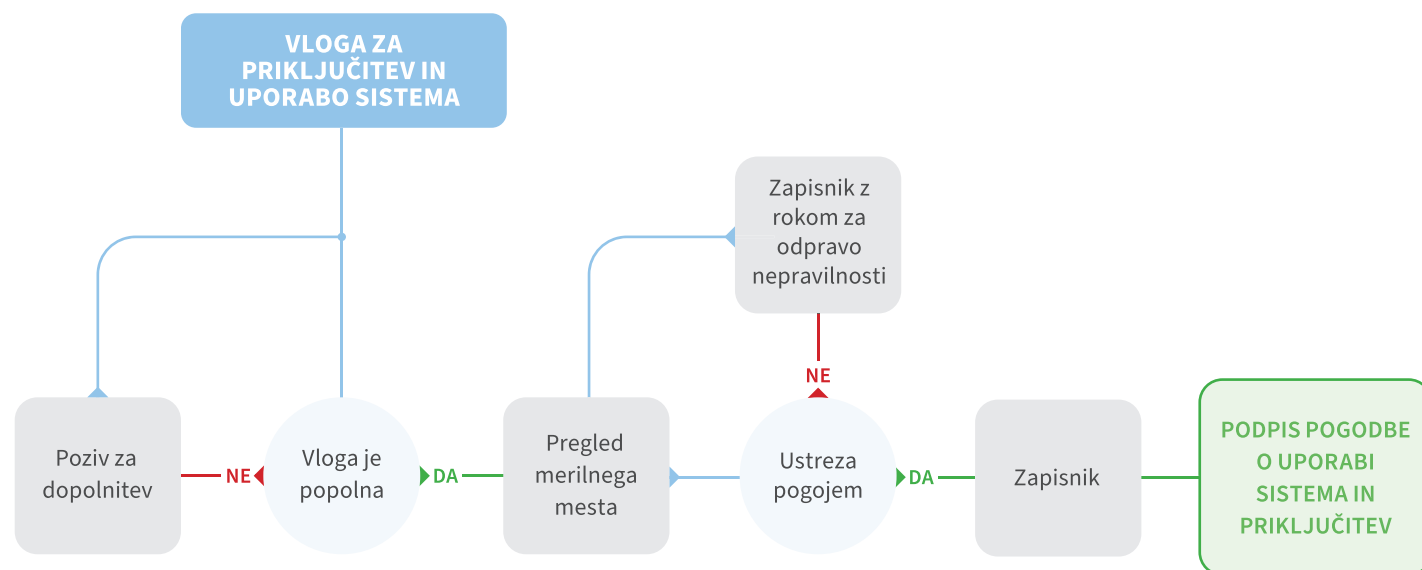 VLOGA ZA
PRIKLJUČITEV IN
UPORABO SISTEMA
Zapisnik z
rokom za
odpravo
nepravilnosti
NE
Poziv za
dopolnitev
NE
Vloga je
popolna
DA
Pregled
merilnega
mesta
Ustreza
pogojem
DA
Zapisnik
PODPIS POGODBE
O UPORABI
SISTEMA IN
PRIKLJUČITEV